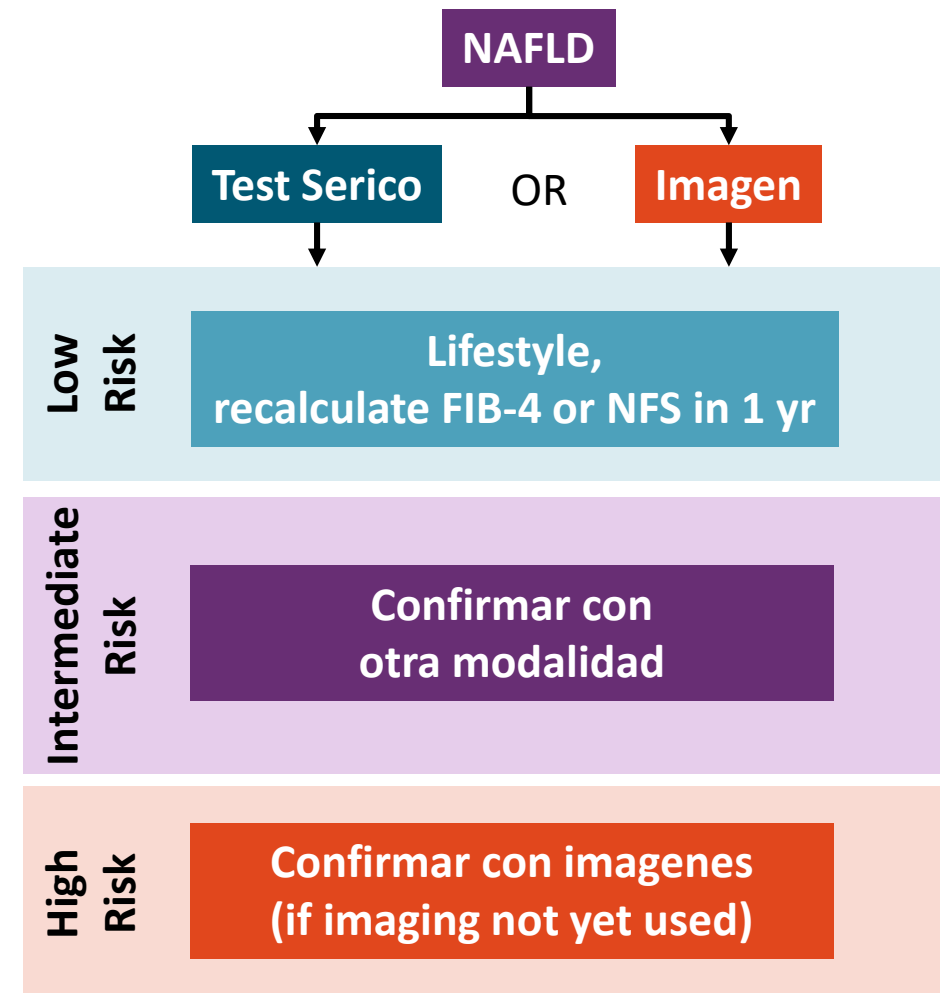 NAFLD
Test Serico
OR
Imagen
Low
Risk
Lifestyle,
recalculate FIB-4 or NFS in 1 yr
Intermediate
Risk
Confirmar con
otra modalidad
High
Risk
Confirmar con imagenes
(if imaging not yet used)